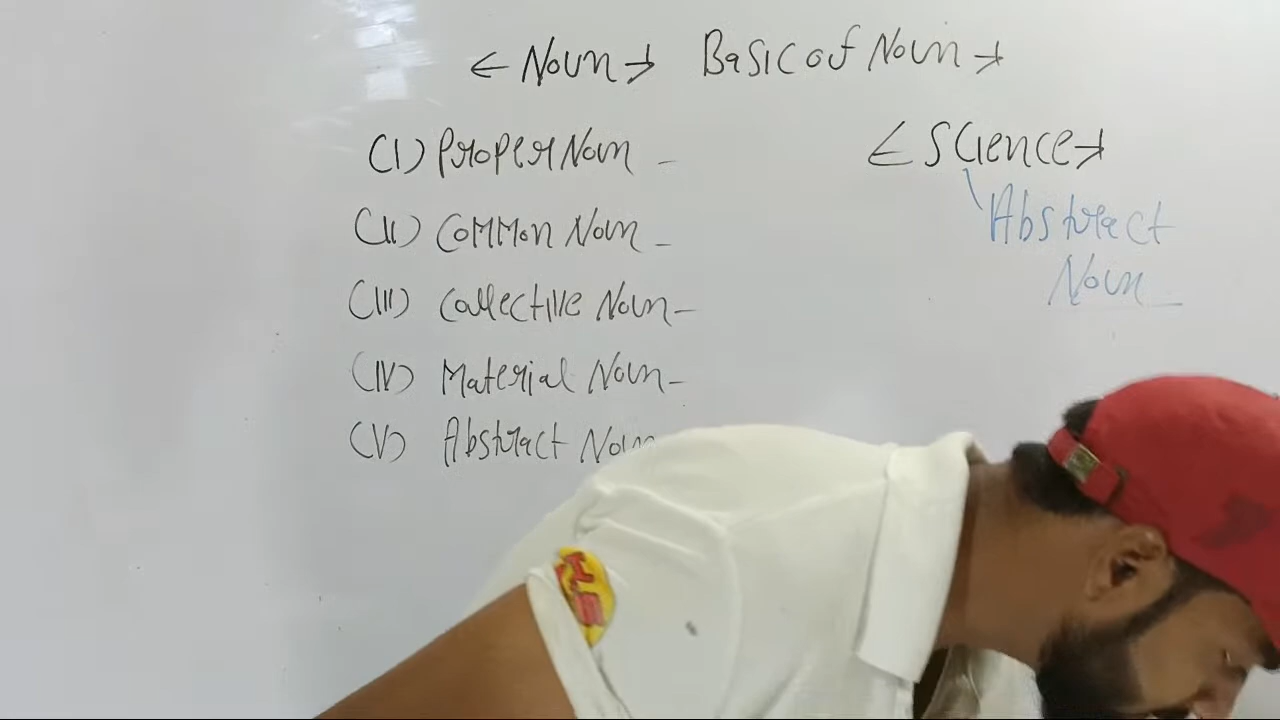 ← Noun → Basic of Noun →
(I) Proper Noun -
← Science →
(II) Common Noun -
Abstract
Noun
(III) Collective Noun -
(IV) Material Noun -
(V) Abstract Noun